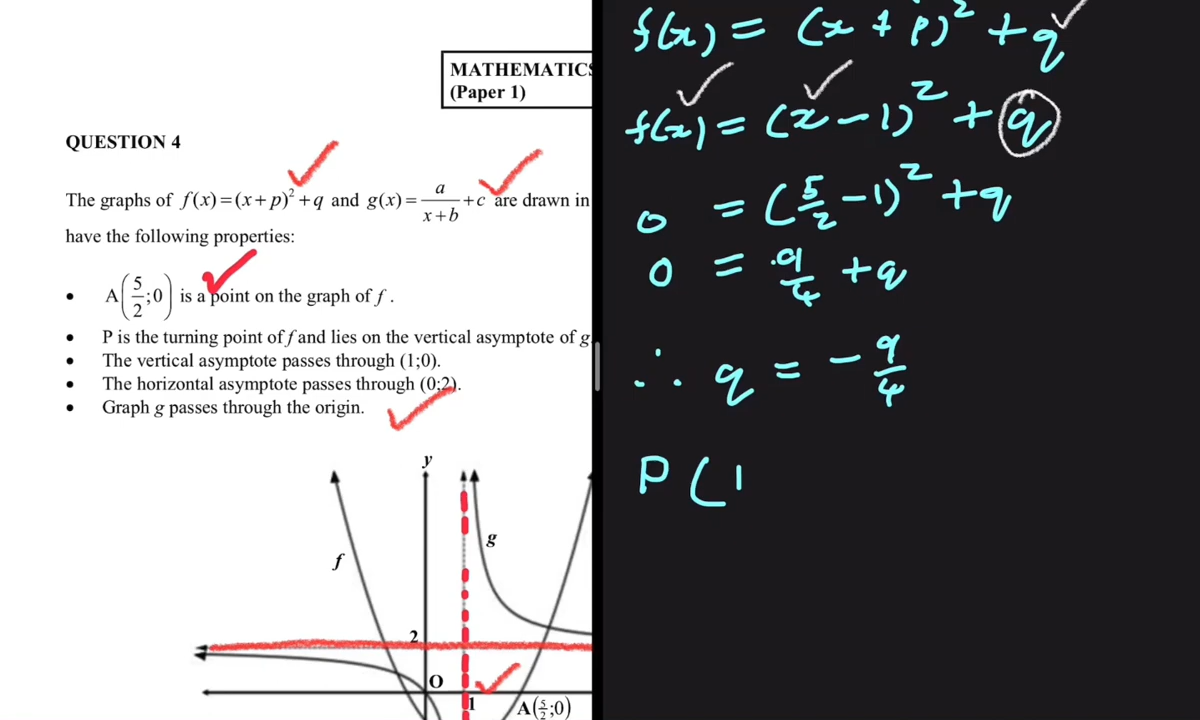 MATHEMATICS
(Paper 1)
QUESTION 4
The graphs of f(x)=(x+p)²+q and g(x)=a/(x+b)+c are drawn in
have the following properties:
• A(5/2;0) is a point on the graph of f.
• P is the turning point of f and lies on the vertical asymptote of g.
• The vertical asymptote passes through (1;0).
• The horizontal asymptote passes through (0;2).
• Graph g passes through the origin.
y
g
f
2
O
1
A(5/2;0)
f(x) = (x + p)² + q
f(x) = (x - 1)² + q
0 = (5/2 - 1)² + q
0 = 9/4 + q
∴ q = - 9/4
P (1